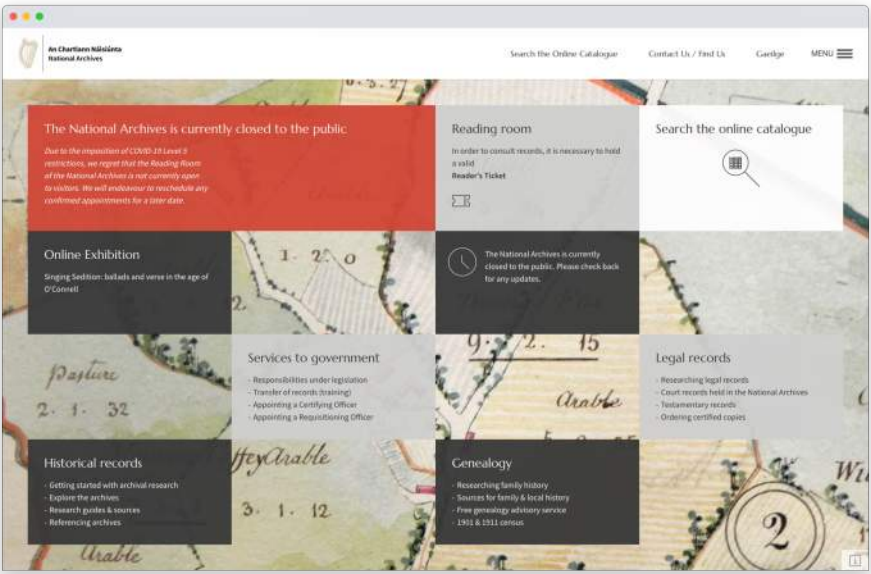 An Chartlann Náisiúnta
National Archives
Search the Online Catalogue
Contact Us / Find Us
Gaeilge
MENU
The National Archives is currently closed to the public
Due to the imposition of COVID-19 Level 5
restrictions, we regret that the Reading Room
of the National Archives is not currently open
to visitors. We will endeavour to reschedule any
confirmed appointments for a later date.
Reading room
In order to consult records, it is necessary to hold
a valid
Reader's Ticket
Search the online catalogue
Online Exhibition
Singing Sedition: ballads and verse in the age of
O'Connell
1. 2. 0
The National Archives is currently
closed to the public. Please check back
for any updates.
2.
Pasture
2. 1. 32
Services to government
- Responsibilities under legislation
- Transfer of records (training)
- Appointing a Certifying Officer
- Appointing a Requisitioning Officer
9. 2. 15
Arable
Legal records
- Researching legal records
- Court records held in the National Archives
- Testamentary records
- Ordering certified copies
Historical records
- Getting started with archival research
- Explore the archives
- Research guides & sources
- Referencing archives
Arable
3. 1. 12
Genealogy
- Researching family history
- Sources for family & local history
- Free genealogy advisory service
- 1901 & 1911 census
2
Arable